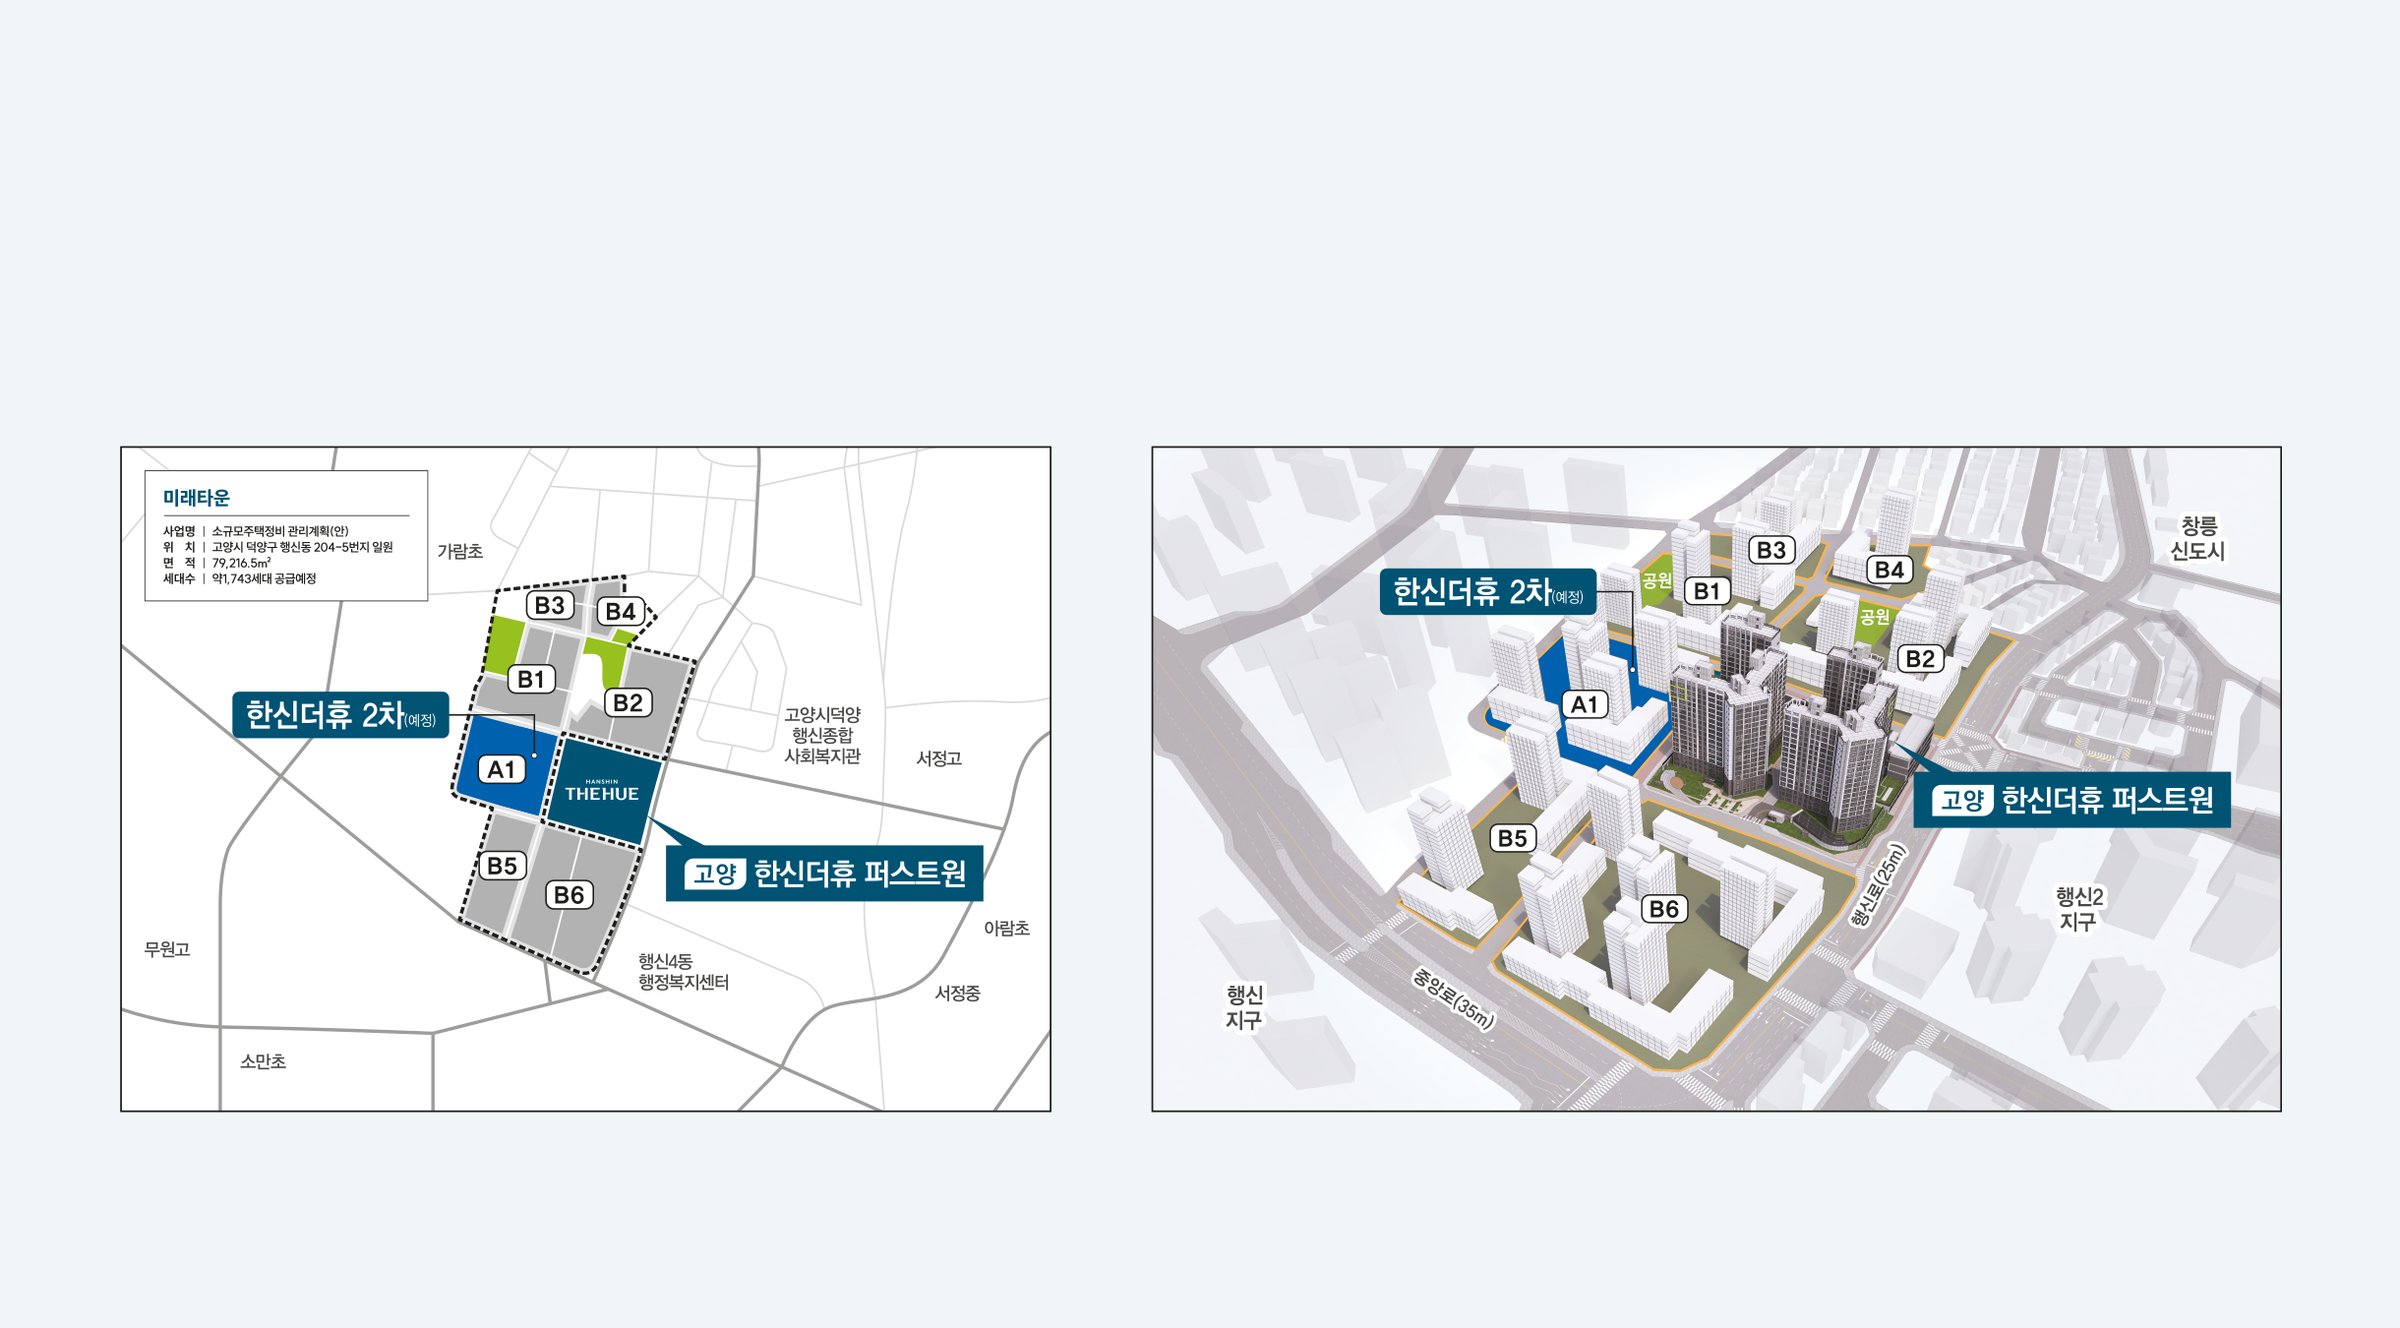 미래타운
사업명 | 소규모주택정비 관리계획(안)
위 치 | 고양시 덕양구 행신동 204-5번지 일원
면 적 | 79,216.5㎡
세대수 | 약1,743세대 공급예정
가람초
B3
B4
B1
B2
한신더휴 2차(예정)
고양시덕양
행신종합
사회복지관
서정고
A1
HANSHIN
THEHUE
B5
고양 한신더휴 퍼스트원
B6
아람초
무원고
행신4동
행정복지센터
서정중
소만초
창릉
신도시
B3
B4
공원
B1
한신더휴 2차(예정)
공원
B2
A1
고양 한신더휴 퍼스트원
B5
행신로(25m)
B6
행신2
지구
중앙로(35m)
행신
지구